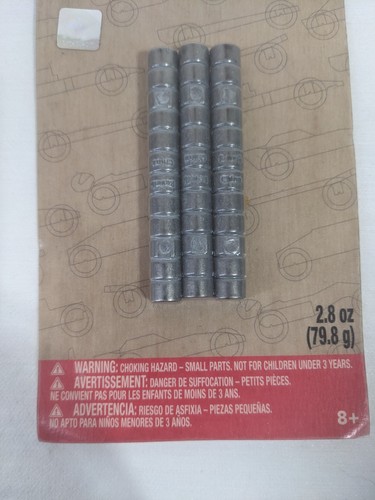 2.8 oz
(79.8 g)
WARNING: CHOKING HAZARD – SMALL PARTS. NOT FOR CHILDREN UNDER 3 YEARS.
AVERTISSEMENT: DANGER DE SUFFOCATION – PETITS PIÈCES.
NE CONVIENT PAS POUR LES ENFANTS DE MOINS DE 3 ANS.
ADVERTENCIA: RIESGO DE ASFIXIA – PIEZAS PEQUEÑAS.
NO APTO PARA NIÑOS MENORES DE 3 AÑOS.
8+